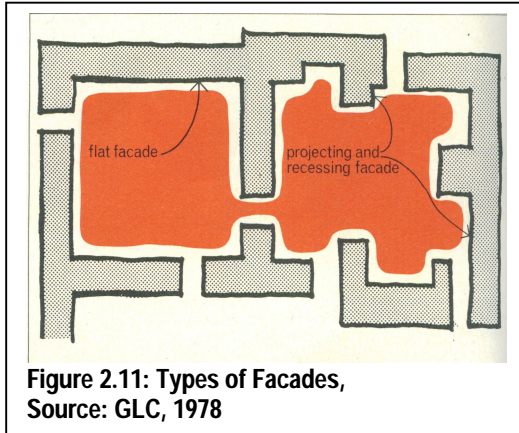 flat facade
projecting and
recessing facade
Figure 2.11: Types of Facades,
Source: GLC, 1978